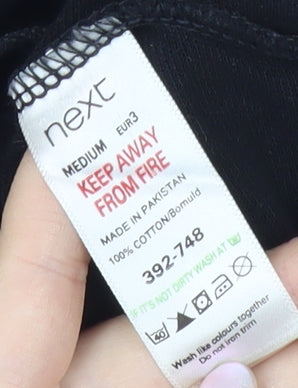 next
MEDIUM EUR3
KEEP AWAY
FROM FIRE
MADE IN PAKISTAN
100% COTTON/Bomuld
392-748
IF IT'S NOT DIRTY WASH AT 30
40
Wash like colours together
Do not iron trim